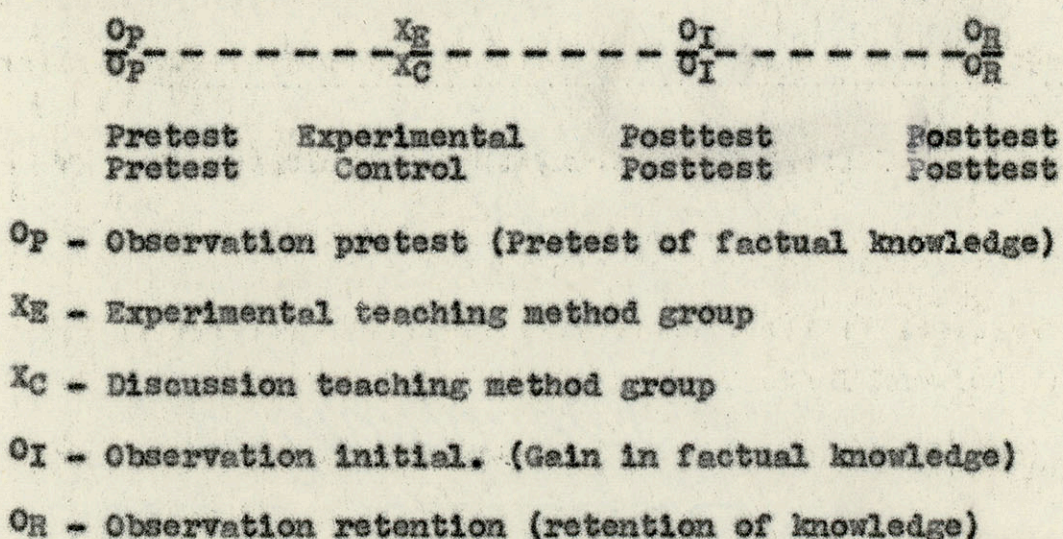 OP XE OI OR
OP - - - - - - - XC - - - - - - - OI - - - - - - - OR
Pretest Experimental Posttest Posttest
Pretest Control Posttest Posttest
OP - Observation pretest (Pretest of factual knowledge)
XE - Experimental teaching method group
XC - Discussion teaching method group
OI - Observation initial. (Gain in factual knowledge)
OR - Observation retention (retention of knowledge)